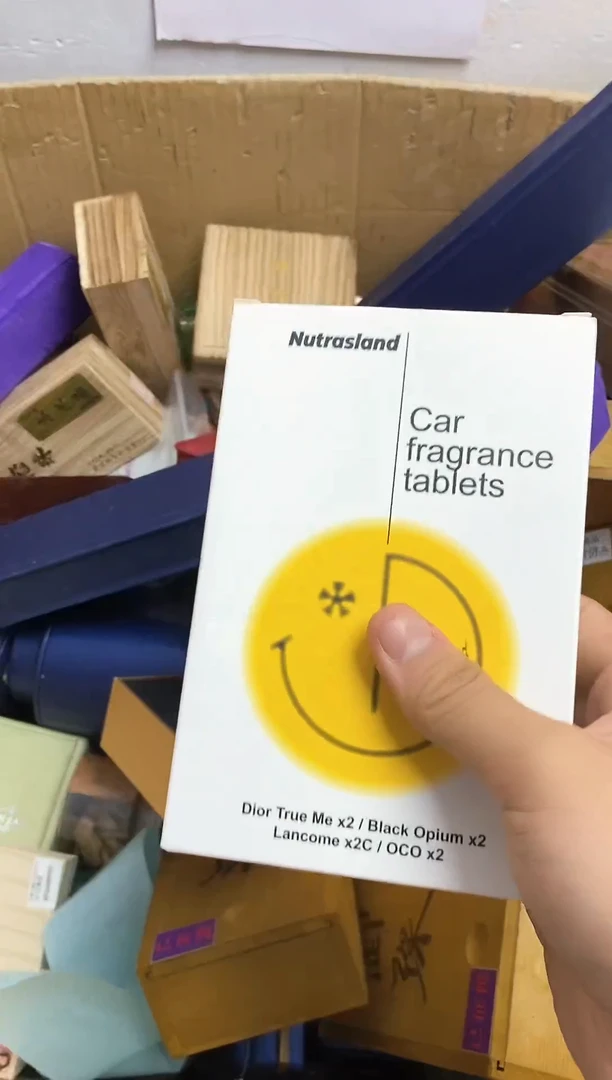 Nutrasland
Car
fragrance
tablets
Dior True Me x2 / Black Opium x2
Lancome x2C / OCO x2